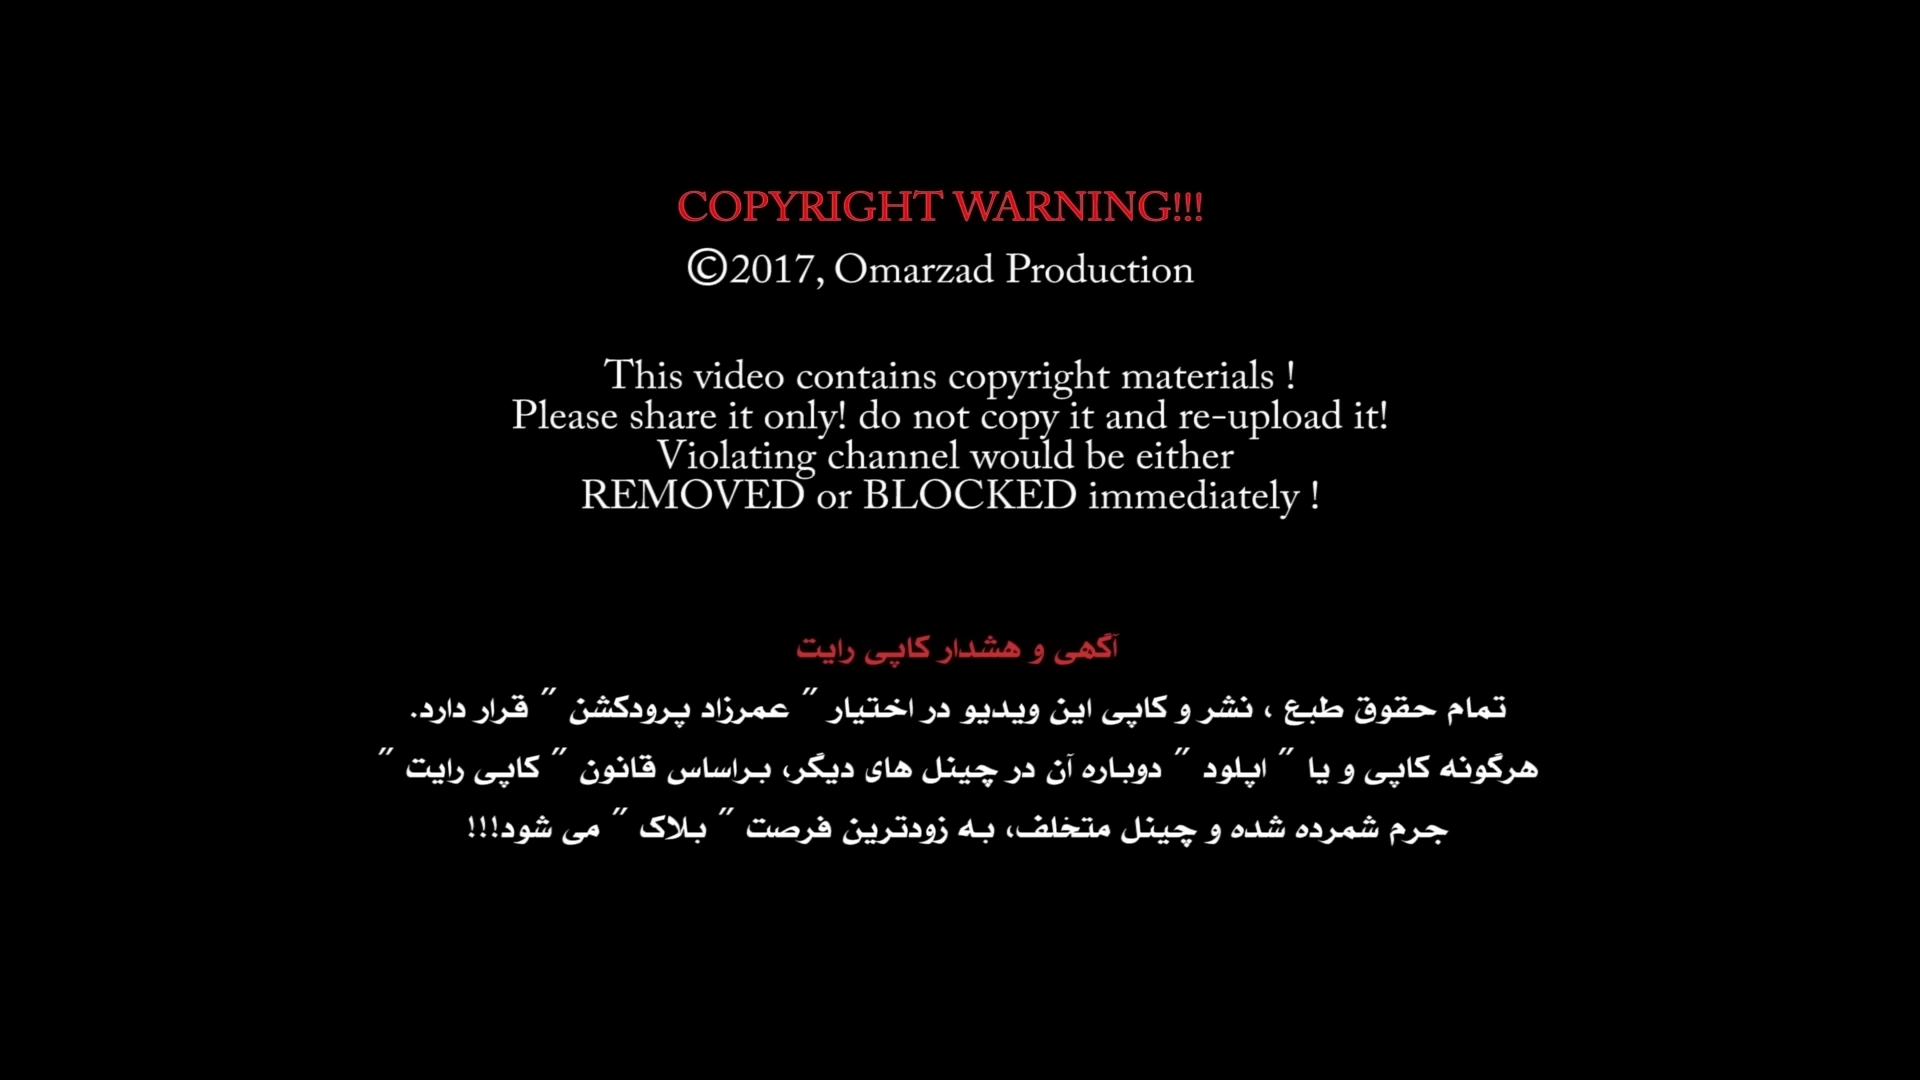 COPYRIGHT WARNING!!!
©2017, Omarzad Production
This video contains copyright materials !
Please share it only! do not copy it and re-upload it!
Violating channel would be either
REMOVED or BLOCKED immediately !
آگهی و هشدار کاپی رایت
تمام حقوق طبع ، نشر و کاپی این ویدیو در اختیار " عمرزاد پرودکشن " قرار دارد.
هرگونه کاپی و یا " اپلود " دوباره آن در چینل های دیگر، براساس قانون " کاپی رایت "
جرم شمرده شده و چینل متخلف، به زودترین فرصت " بلاک " می شود!!!